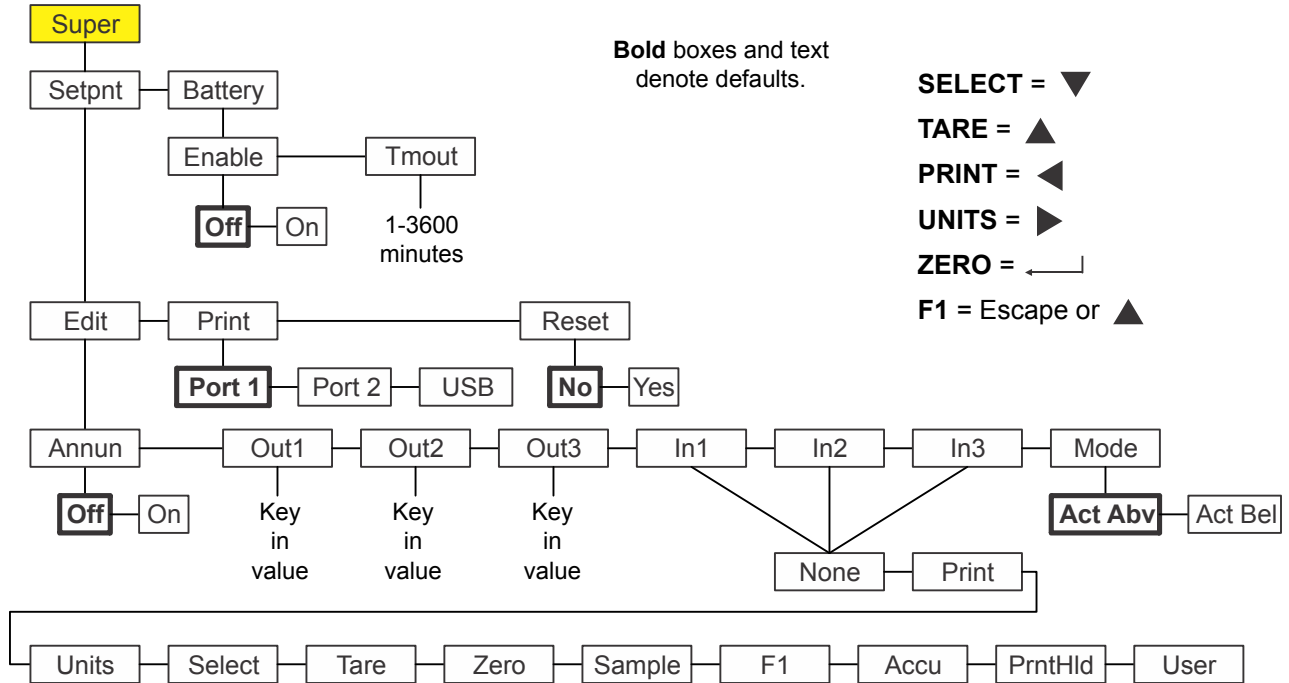 Super
Bold boxes and text
denote defaults.
SELECT =
TARE =
PRINT =
UNITS =
ZERO =
F1 = Escape or
Setpnt
Battery
Enable
Tmout
Off
On
1-3600
minutes
Edit
Print
Reset
Port 1
Port 2
USB
No
Yes
Annun
Out1
Out2
Out3
In1
In2
In3
Mode
Off
On
Key
in
value
Key
in
value
Key
in
value
Act Abv
Act Bel
None
Print
Units
Select
Tare
Zero
Sample
F1
Accu
PrntHld
User